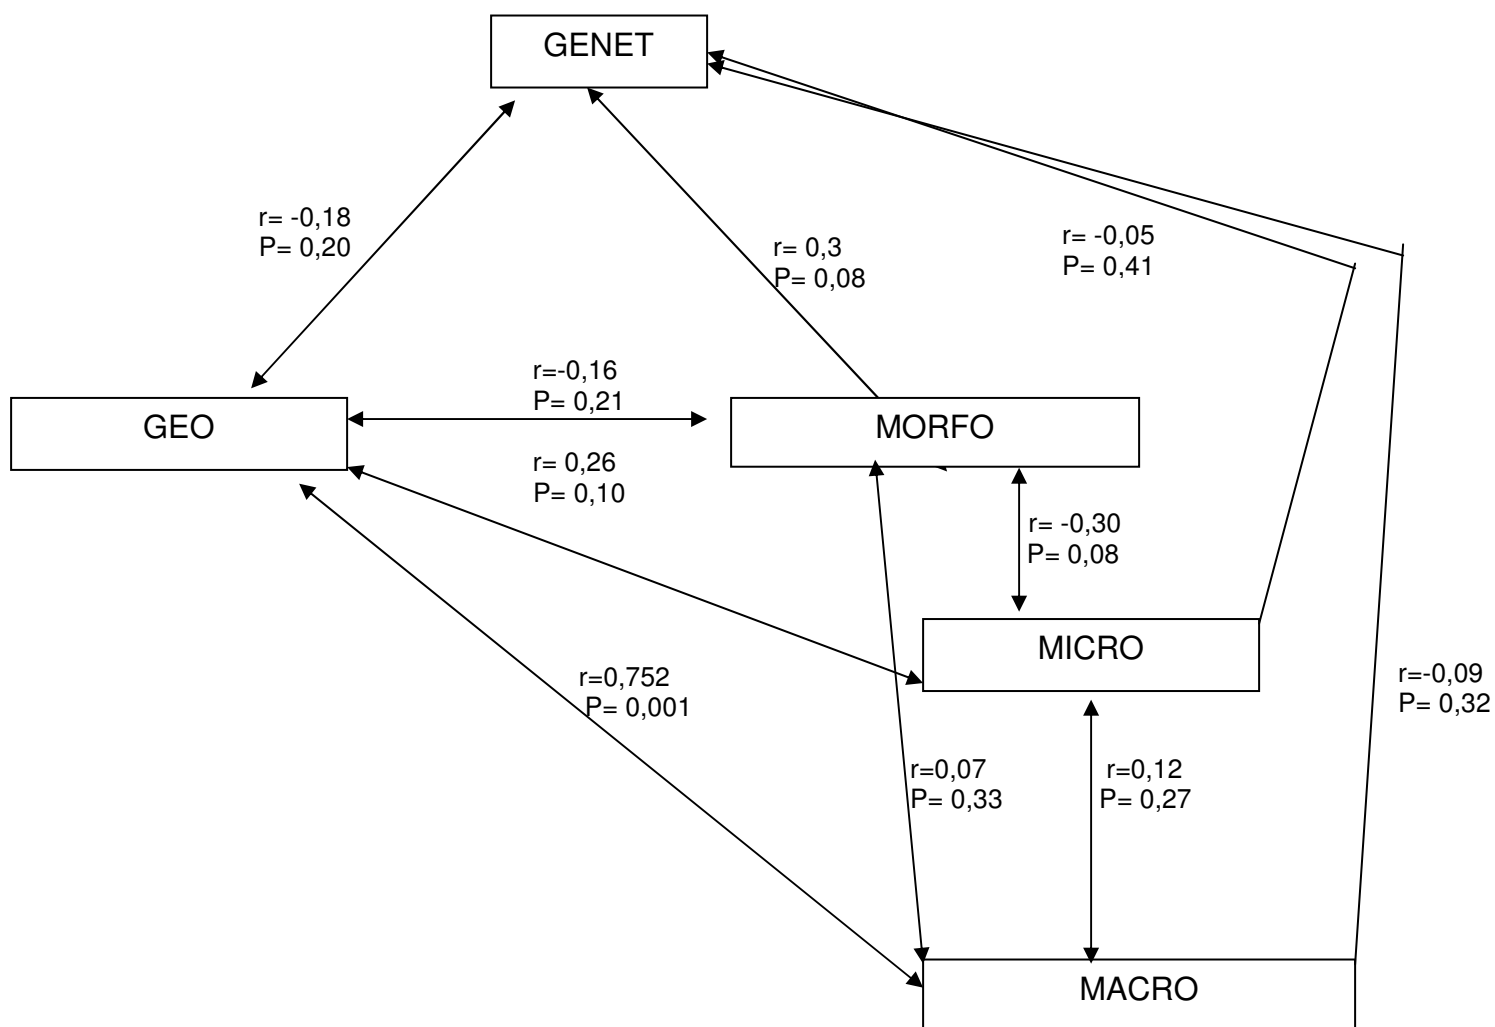 GENET
r= -0,18
P= 0,20
r= 0,3
P= 0,08
r= -0,05
P= 0,41
r=-0,16
P= 0,21
GEO
MORFO
r= 0,26
P= 0,10
r= -0,30
P= 0,08
MICRO
r=0,752
P= 0,001
r=-0,09
P= 0,32
r=0,07
P= 0,33
r=0,12
P= 0,27
MACRO